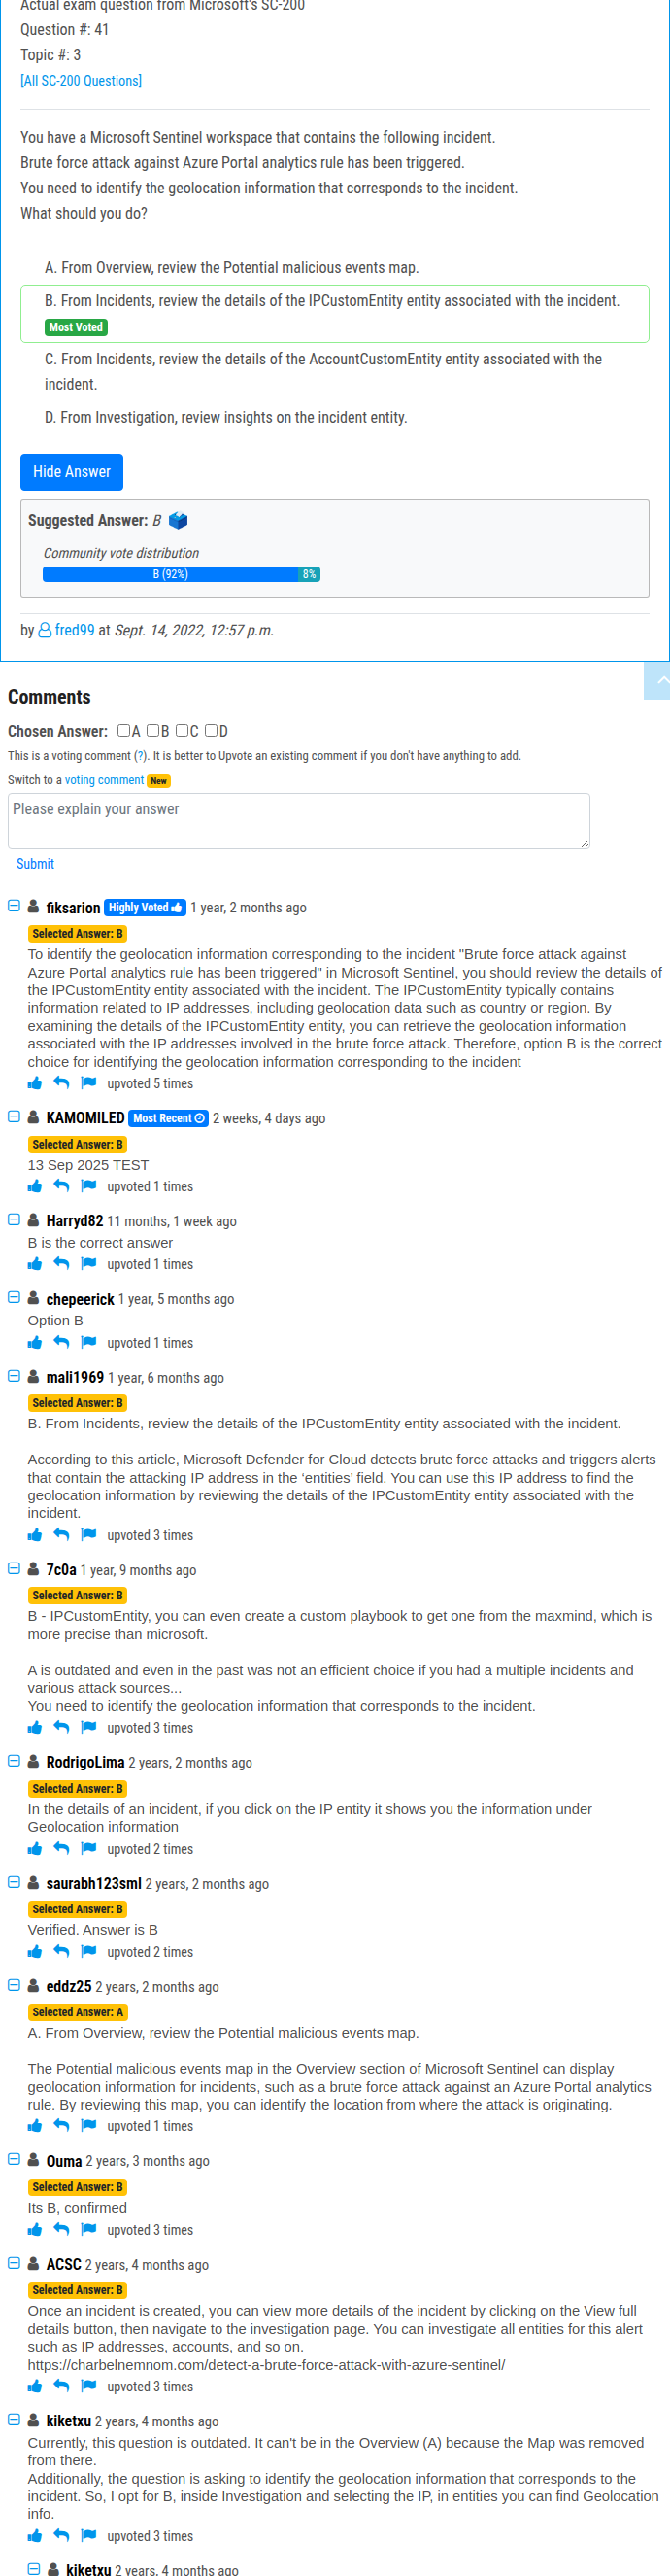 Actual exam question from Microsoft's SC-200
Question #: 41
Topic #: 3
[All SC-200 Questions]
You have a Microsoft Sentinel workspace that contains the following incident.
Brute force attack against Azure Portal analytics rule has been triggered.
You need to identify the geolocation information that corresponds to the incident.
What should you do?
A. From Overview, review the Potential malicious events map.
B. From Incidents, review the details of the IPCustomEntity entity associated with the incident.
Most Voted
C. From Incidents, review the details of the AccountCustomEntity entity associated with the
incident.
D. From Investigation, review insights on the incident entity.
Hide Answer
Suggested Answer: B
Community vote distribution
B (92%) 8%
by fred99 at Sept. 14, 2022, 12:57 p.m.
Comments
Chosen Answer: A B C D
This is a voting comment (?). It is better to Upvote an existing comment if you don't have anything to add.
Switch to a voting comment New
Please explain your answer
Submit
fiksarion Highly Voted 1 year, 2 months ago
Selected Answer: B
To identify the geolocation information corresponding to the incident "Brute force attack against
Azure Portal analytics rule has been triggered" in Microsoft Sentinel, you should review the details of
the IPCustomEntity entity associated with the incident. The IPCustomEntity typically contains
information related to IP addresses, including geolocation data such as country or region. By
examining the details of the IPCustomEntity entity, you can retrieve the geolocation information
associated with the IP addresses involved in the brute force attack. Therefore, option B is the correct
choice for identifying the geolocation information corresponding to the incident
upvoted 5 times
KAMOMILED Most Recent 2 weeks, 4 days ago
Selected Answer: B
13 Sep 2025 TEST
upvoted 1 times
Harryd82 11 months, 1 week ago
B is the correct answer
upvoted 1 times
chepeerick 1 year, 5 months ago
Option B
upvoted 1 times
mali1969 1 year, 6 months ago
Selected Answer: B
B. From Incidents, review the details of the IPCustomEntity entity associated with the incident.
According to this article, Microsoft Defender for Cloud detects brute force attacks and triggers alerts
that contain the attacking IP address in the ‘entities’ field. You can use this IP address to find the
geolocation information by reviewing the details of the IPCustomEntity entity associated with the
incident.
upvoted 3 times
7c0a 1 year, 9 months ago
Selected Answer: B
B - IPCustomEntity, you can even create a custom playbook to get one from the maxmind, which is
more precise than microsoft.
A is outdated and even in the past was not an efficient choice if you had a multiple incidents and
various attack sources...
You need to identify the geolocation information that corresponds to the incident.
upvoted 3 times
RodrigoLima 2 years, 2 months ago
Selected Answer: B
In the details of an incident, if you click on the IP entity it shows you the information under
Geolocation information
upvoted 2 times
saurabh123sml 2 years, 2 months ago
Selected Answer: B
Verified. Answer is B
upvoted 2 times
eddz25 2 years, 2 months ago
Selected Answer: A
A. From Overview, review the Potential malicious events map.
The Potential malicious events map in the Overview section of Microsoft Sentinel can display
geolocation information for incidents, such as a brute force attack against an Azure Portal analytics
rule. By reviewing this map, you can identify the location from where the attack is originating.
upvoted 1 times
Ouma 2 years, 3 months ago
Selected Answer: B
Its B, confirmed
upvoted 3 times
ACSC 2 years, 4 months ago
Selected Answer: B
Once an incident is created, you can view more details of the incident by clicking on the View full
details button, then navigate to the investigation page. You can investigate all entities for this alert
such as IP addresses, accounts, and so on.
https://charbelnemnom.com/detect-a-brute-force-attack-with-azure-sentinel/
upvoted 3 times
kiketxu 2 years, 4 months ago
Currently, this question is outdated. It can't be in the Overview (A) because the Map was removed
from there.
Additionally, the question is asking to identify the geolocation information that corresponds to the
incident. So, I opt for B, inside Investigation and selecting the IP, in entities you can find Geolocation
info.
upvoted 3 times
kiketxu 2 years, 4 months ago